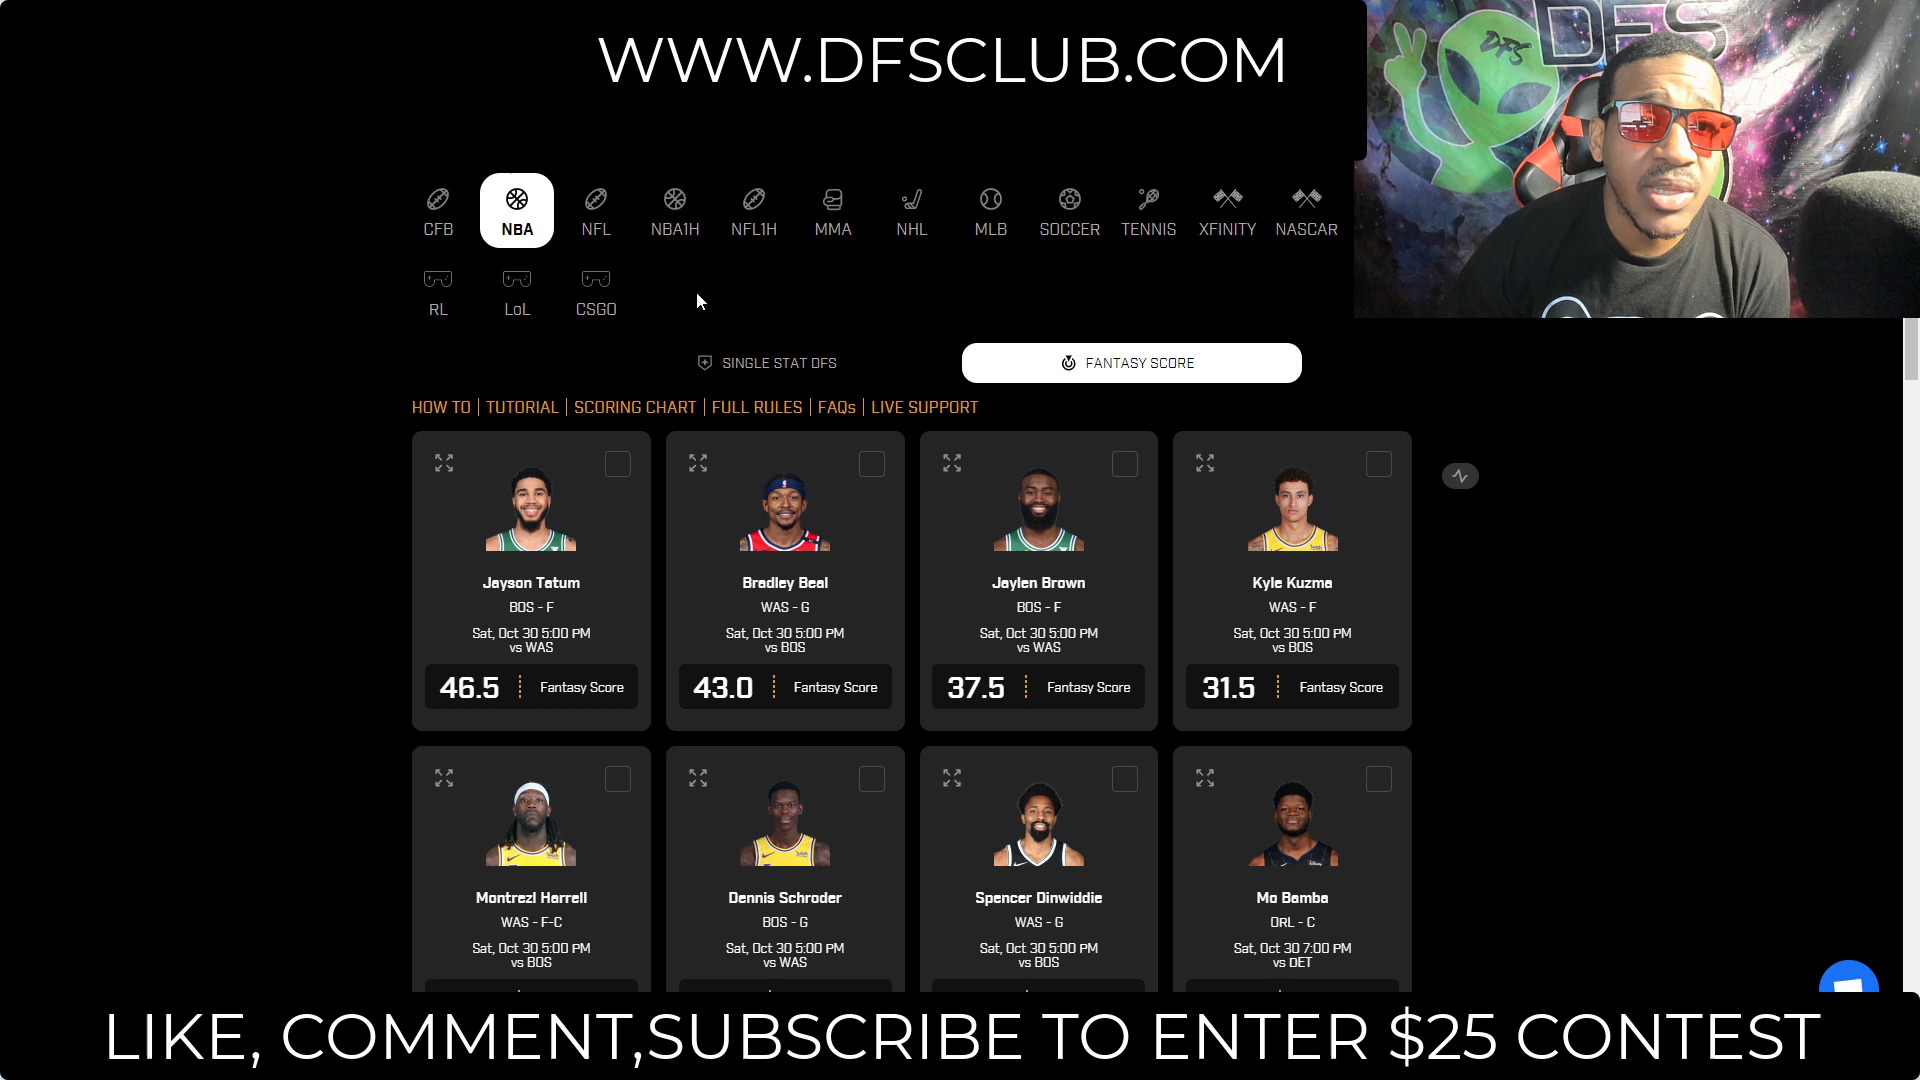 WWW.DFSCLUB.COM
DFS
DFS
CFB
NBA
NFL
NBA1H
NFL1H
MMA
NHL
MLB
SOCCER
TENNIS
XFINITY
NASCAR
RL
LoL
CSGO
SINGLE STAT DFS
FANTASY SCORE
HOW TO | TUTORIAL | SCORING CHART | FULL RULES | FAQs | LIVE SUPPORT
Jayson Tatum
BOS - F
Sat, Oct 30 5:00 PM
vs WAS
46.5 Fantasy Score
Bradley Beal
WAS - G
Sat, Oct 30 5:00 PM
vs BOS
43.0 Fantasy Score
Jaylen Brown
BOS - F
Sat, Oct 30 5:00 PM
vs WAS
37.5 Fantasy Score
Kyle Kuzma
WAS - F
Sat, Oct 30 5:00 PM
vs BOS
31.5 Fantasy Score
Montrezl Harrell
WAS - F-C
Sat, Oct 30 5:00 PM
vs BOS
Dennis Schroder
BOS - G
Sat, Oct 30 5:00 PM
vs WAS
Spencer Dinwiddie
WAS - G
Sat, Oct 30 5:00 PM
vs BOS
Mo Bamba
ORL - C
Sat, Oct 30 7:00 PM
vs DET
LIKE, COMMENT,SUBSCRIBE TO ENTER $25 CONTEST